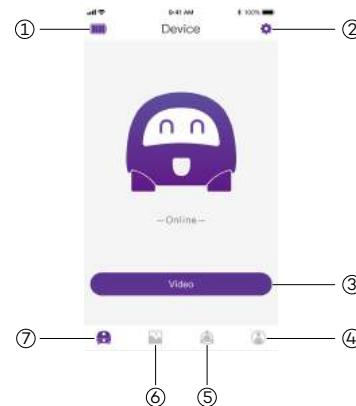 9:41 AM 100%
① Device ②
—Online—
Video ③
⑦ ④
⑥ ⑤